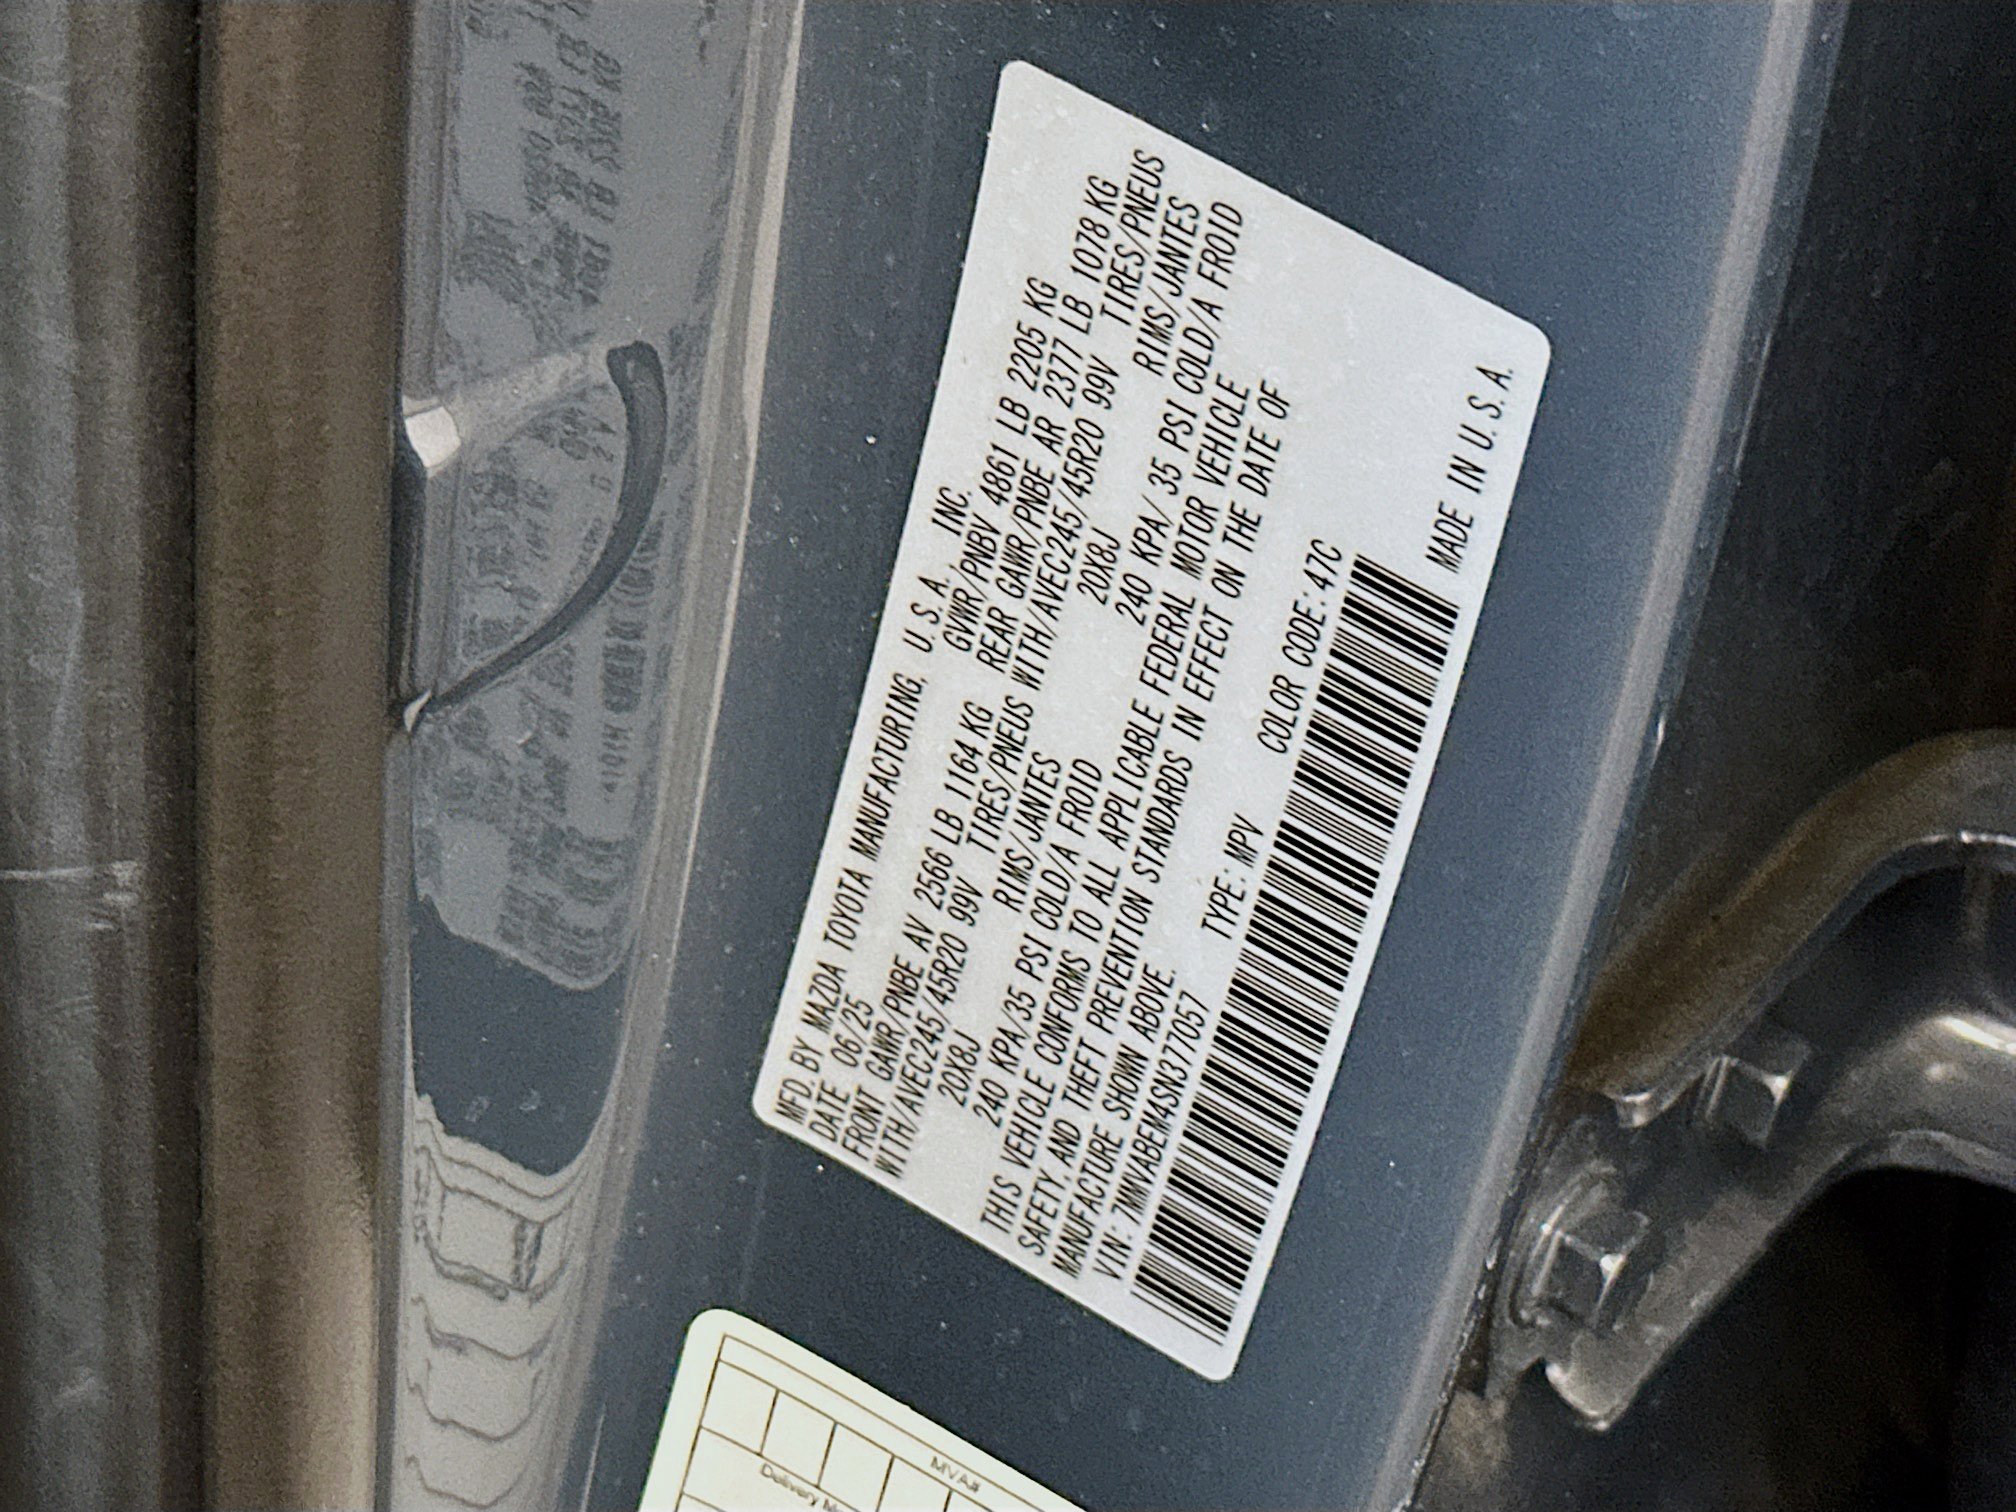 MFD. BY MAZDA TOYOTA MANUFACTURING, U. S. A. INC.
DATE 06/25 GVWR/PNBV 4861 LB 2205 KG
FRONT GAWR/PNBE AV 2566 LB 1164 KG REAR GAWR/PNBE AR 2377 LB 1078 KG
WITH/AVEC245/45R20 99V TIRES/PNEUS WITH/AVEC245/45R20 99V TIRES/PNEUS
20X8J RIMS/JANTES 20X8J RIMS/JANTES
240 KPA/35 PSI COLD/A FROID 240 KPA/ 35 PSI COLD/A FROID
THIS VEHICLE CONFORMS TO ALL APPLICABLE FEDERAL MOTOR VEHICLE
SAFETY, AND THEFT PREVENTION STANDARDS IN EFFECT ON THE DATE OF
MANUFACTURE SHOWN ABOVE.
VIN: 7MMVABEM4SN377057 TYPE: MPV COLOR CODE: 47C
MADE IN U. S. A.
MVA#
Delivery